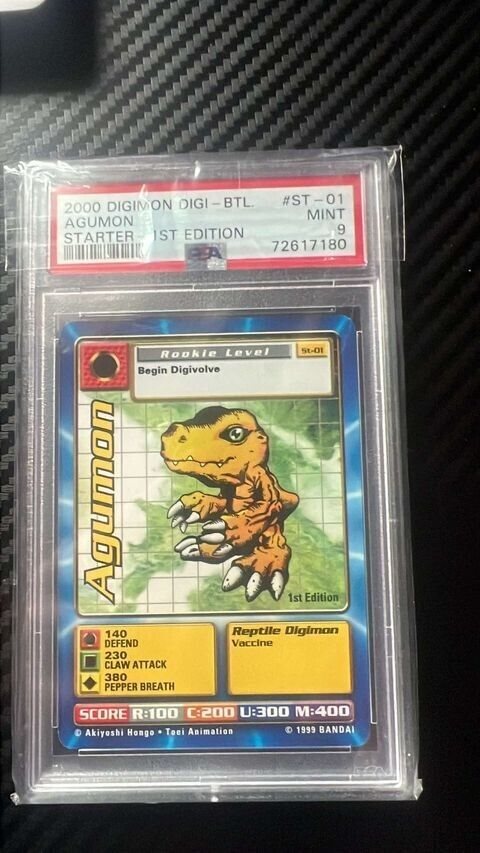 2000 DIGIMON DIGI-BTL. #ST-01
AGUMON MINT
STARTER-1ST EDITION 9
PSA 72617180
Rookie Level St-01
Begin Digivolve
Agumon
1st Edition
140
DEFEND
230
CLAW ATTACK
380
PEPPER BREATH
Reptile Digimon
Vaccine
SCORE R:100 C:200 U:300 M:400
© Akiyoshi Hongo • Toei Animation © 1999 BANDAI